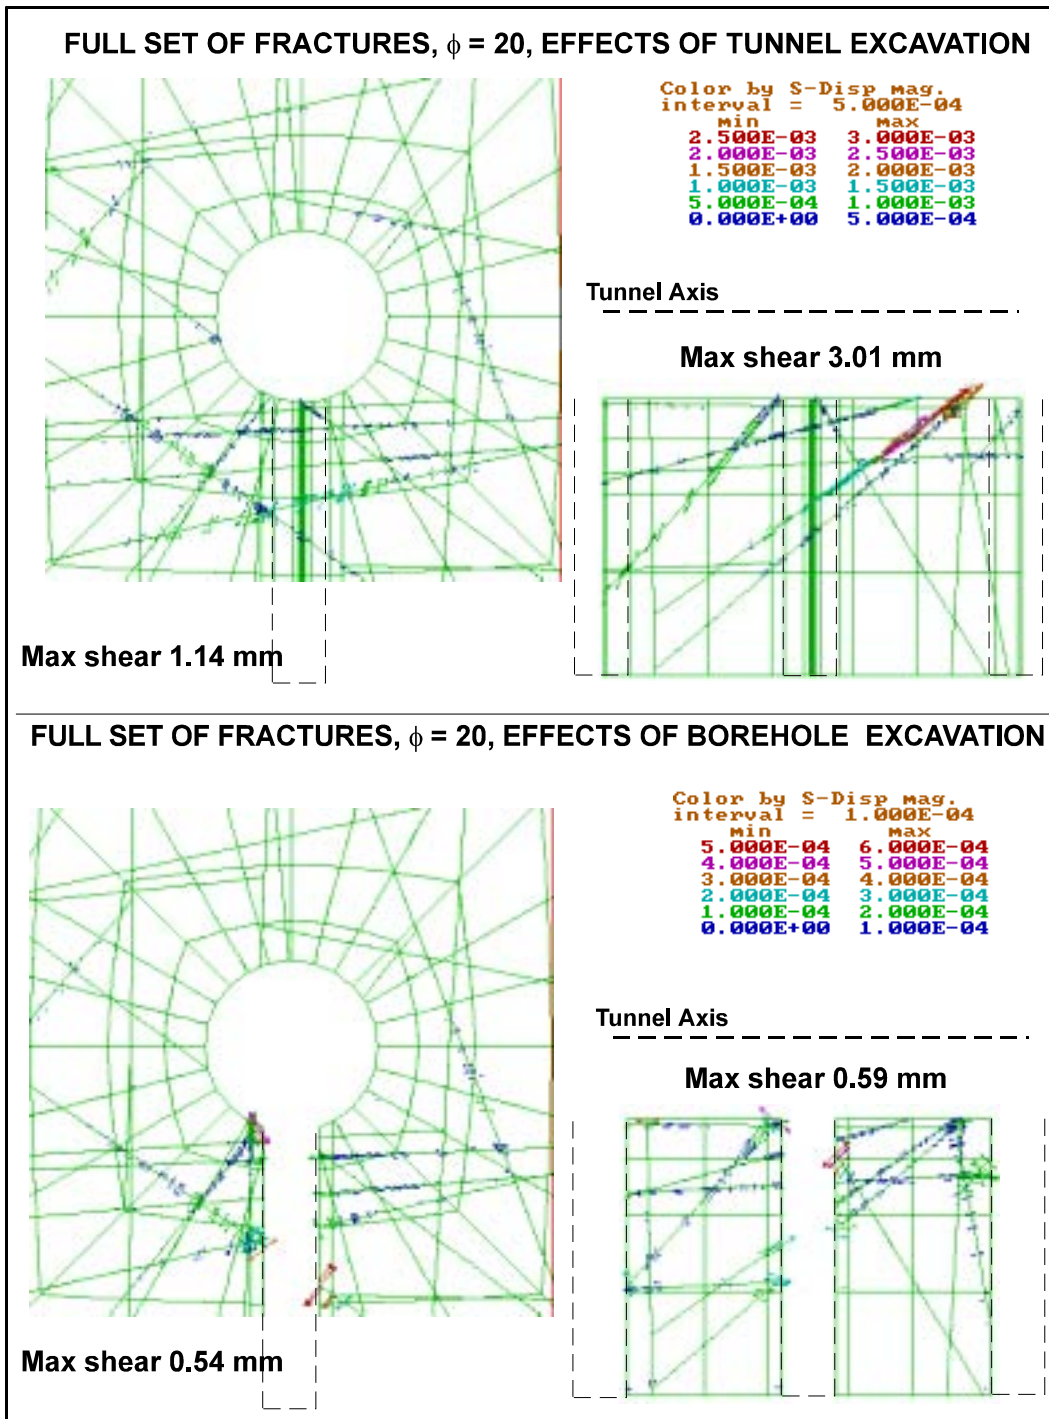 FULL SET OF FRACTURES, ϕ = 20, EFFECTS OF TUNNEL EXCAVATION
Color by S-Disp mag.
interval = 5.000E-04
min max
2.500E-03 3.000E-03
2.000E-03 2.500E-03
1.500E-03 2.000E-03
1.000E-03 1.500E-03
5.000E-04 1.000E-03
0.000E+00 5.000E-04
Tunnel Axis
Max shear 3.01 mm
Max shear 1.14 mm
FULL SET OF FRACTURES, ϕ = 20, EFFECTS OF BOREHOLE EXCAVATION
Color by S-Disp mag.
interval = 1.000E-04
min max
5.000E-04 6.000E-04
4.000E-04 5.000E-04
3.000E-04 4.000E-04
2.000E-04 3.000E-04
1.000E-04 2.000E-04
0.000E+00 1.000E-04
Tunnel Axis
Max shear 0.59 mm
Max shear 0.54 mm